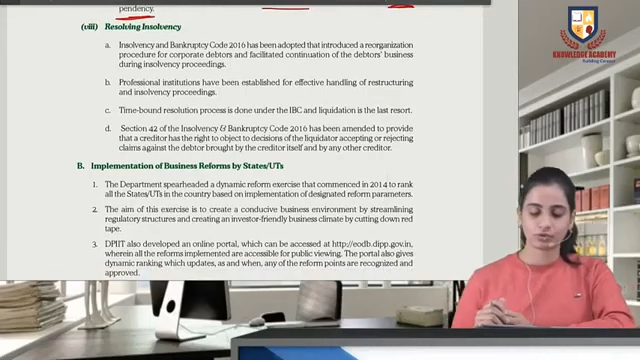 pendency.
(viii) Resolving Insolvency
a. Insolvency and Bankruptcy Code 2016 has been adopted that introduced a reorganization
procedure for corporate debtors and facilitated continuation of the debtors' business
during insolvency proceedings.
b. Professional institutions have been established for effective handling of restructuring
and insolvency proceedings.
c. Time-bound resolution process is done under the IBC and liquidation is the last resort.
d. Section 42 of the Insolvency & Bankruptcy Code 2016 has been amended to provide
that a creditor has the right to object to decisions of the liquidator accepting or rejecting
claims against the debtor brought by the creditor itself and by any other creditor.
B. Implementation of Business Reforms by States/UTs
1. The Department spearheaded a dynamic reform exercise that commenced in 2014 to rank
all the States/UTs in the country based on implementation of designated reform parameters.
2. The aim of this exercise is to create a conducive business environment by streamlining
regulatory structures and creating an investor-friendly business climate by cutting down red
tape.
3. DPIIT also developed an online portal, which can be accessed at http://eodb.dipp.gov.in,
wherein all the reforms implemented are accessible for public viewing. The portal also gives
dynamic ranking which updates, as and when, any of the reform points are recognized and
approved.
KNOWLEDGE ACADEMY
Building Careers